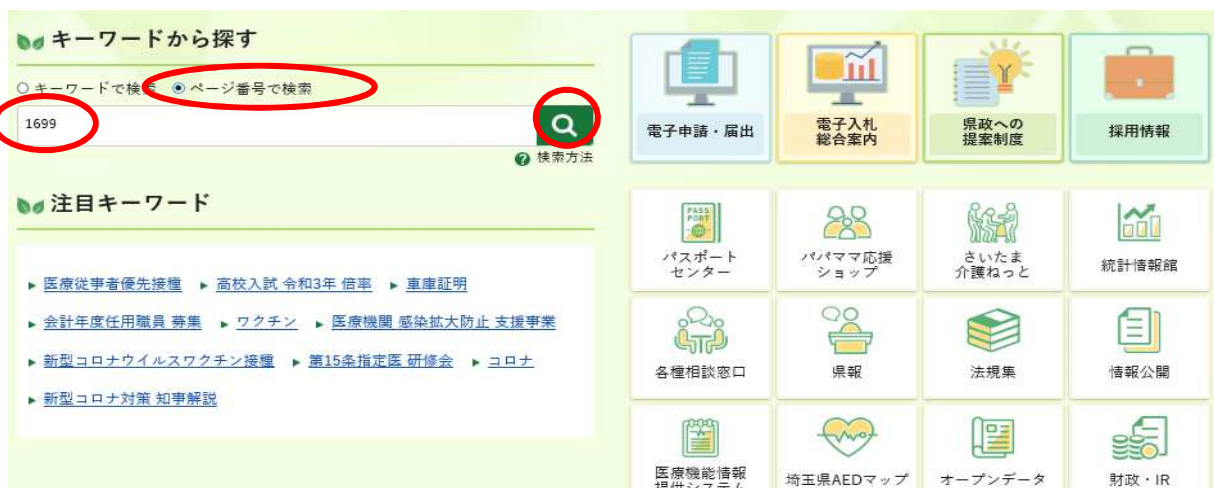 キーワードから探す
キーワードで検索 ページ番号で検索
1699
検索方法
注目キーワード
医療従事者優先接種 高校入試 令和3年 倍率 車庫証明
会計年度任用職員 募集 ワクチン 医療機関 感染拡大防止 支援事業
新型コロナウイルスワクチン接種 第15条指定医 研修会 コロナ
新型コロナ対策 知事解説
電子申請・届出
電子入札
総合案内
県政への
提案制度
採用情報
PASS
PORT
パスポート
センター
パパママ応援
ショップ
さいたま
介護ねっと
統計情報館
各種相談窓口
県報
法規集
情報公開
医療機能情報
提供システム
埼玉県AEDマップ
オープンデータ
財政・IR